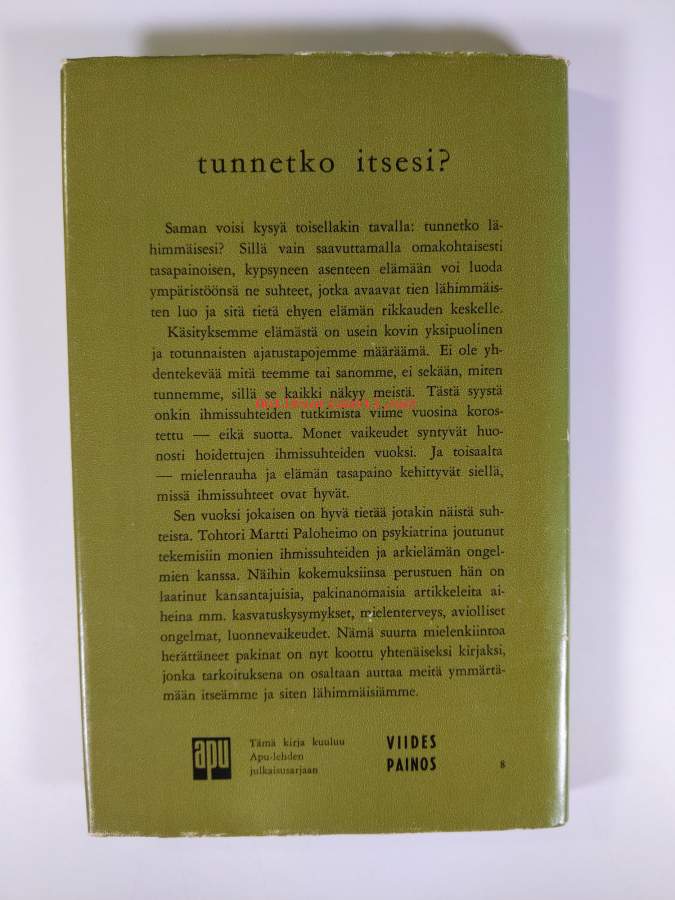 tunnetko itsesi?
Saman voisi kysyä toisellakin tavalla: tunnetko lä-
himmäisesi? Sillä vain saavuttamalla omakohtaisesti
tasapainoisen, kypsyneen asenteen elämään voi luoda
ympäristöönsä ne suhteet, jotka avaavat tien lähimmäis-
ten luo ja sitä tietä ehyen elämän rikkauden keskelle.
Käsityksemme elämästä on usein kovin yksipuolinen
ja totunnaisten ajatustapojemme määräämä. Ei ole yh-
dentekevää mitä teemme tai sanomme, ei sekään, miten
tunnemme, sillä se kaikki näkyy meistä. Tästä syystä
onkin ihmissuhteiden tutkimista viime vuosina koros-
tettu — eikä suotta. Monet vaikeudet syntyvät huo-
nosti hoidettujen ihmissuhteiden vuoksi. Ja toisaalta
— mielenrauha ja elämän tasapaino kehittyvät siellä,
missä ihmissuhteet ovat hyvät.
Sen vuoksi jokaisen on hyvä tietää jotakin näistä suh-
teista. Tohtori Martti Paloheimo on psykiatrina joutunut
tekemisiin monien ihmissuhteiden ja arkielämän ongel-
mien kanssa. Näihin kokemuksiinsa perustuen hän on
laatinut kansantajuisia, pakinanomaisia artikkeleita ai-
heina mm. kasvatuskysymykset, mielenterveys, aviolliset
ongelmat, luonnevaikeudet. Nämä suurta mielenkiintoa
herättäneet pakinat on nyt koottu yhtenäiseksi kirjaksi,
jonka tarkoituksena on osaltaan auttaa meitä ymmärtä-
mään itseämme ja siten lähimmäisiämme.
apu
Tämä kirja kuuluu
Apu-lehden
julkaisusarjaan
VIIDES
PAINOS
8